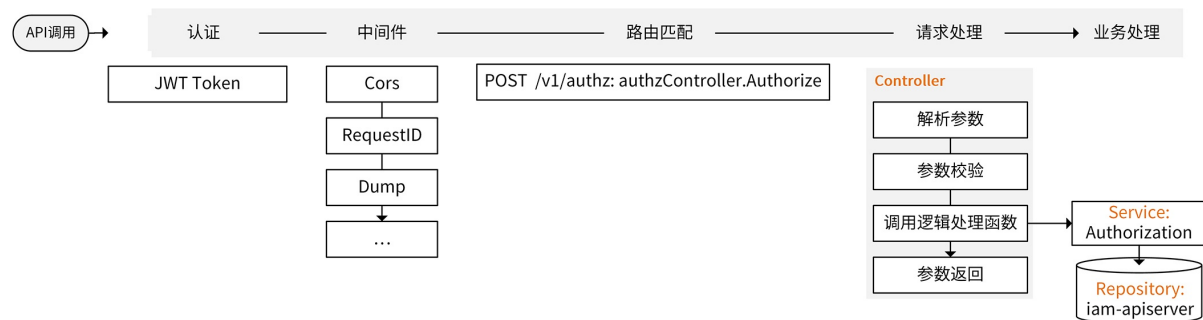 API调用
认证
中间件
路由匹配
请求处理
业务处理
JWT Token
Cors
RequestID
Dump
...
POST /v1/authz: authzController.Authorize
Controller
解析参数
参数校验
调用逻辑处理函数
参数返回
Service:
Authorization
Repository:
iam-apiserver